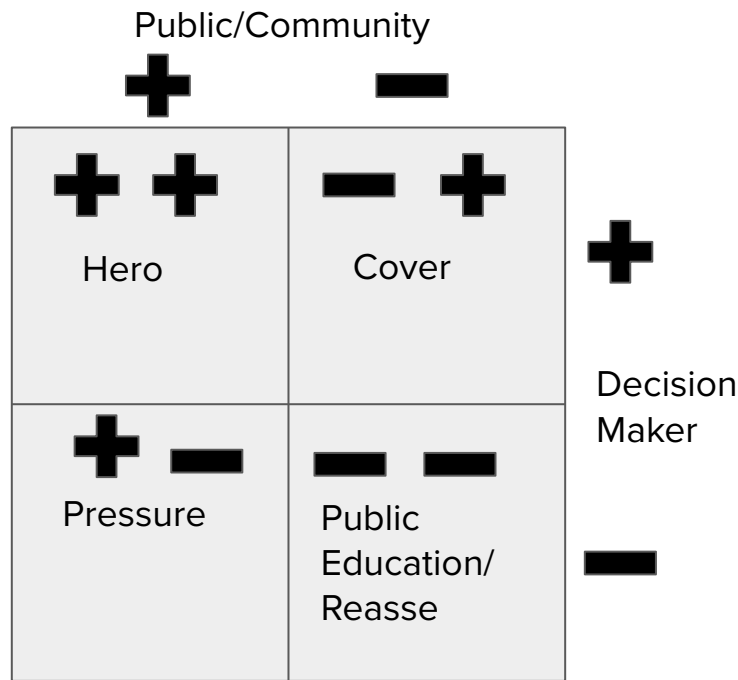 Public/Community
Hero
Cover
Decision
Maker
Pressure
Public
Education/
Reasse